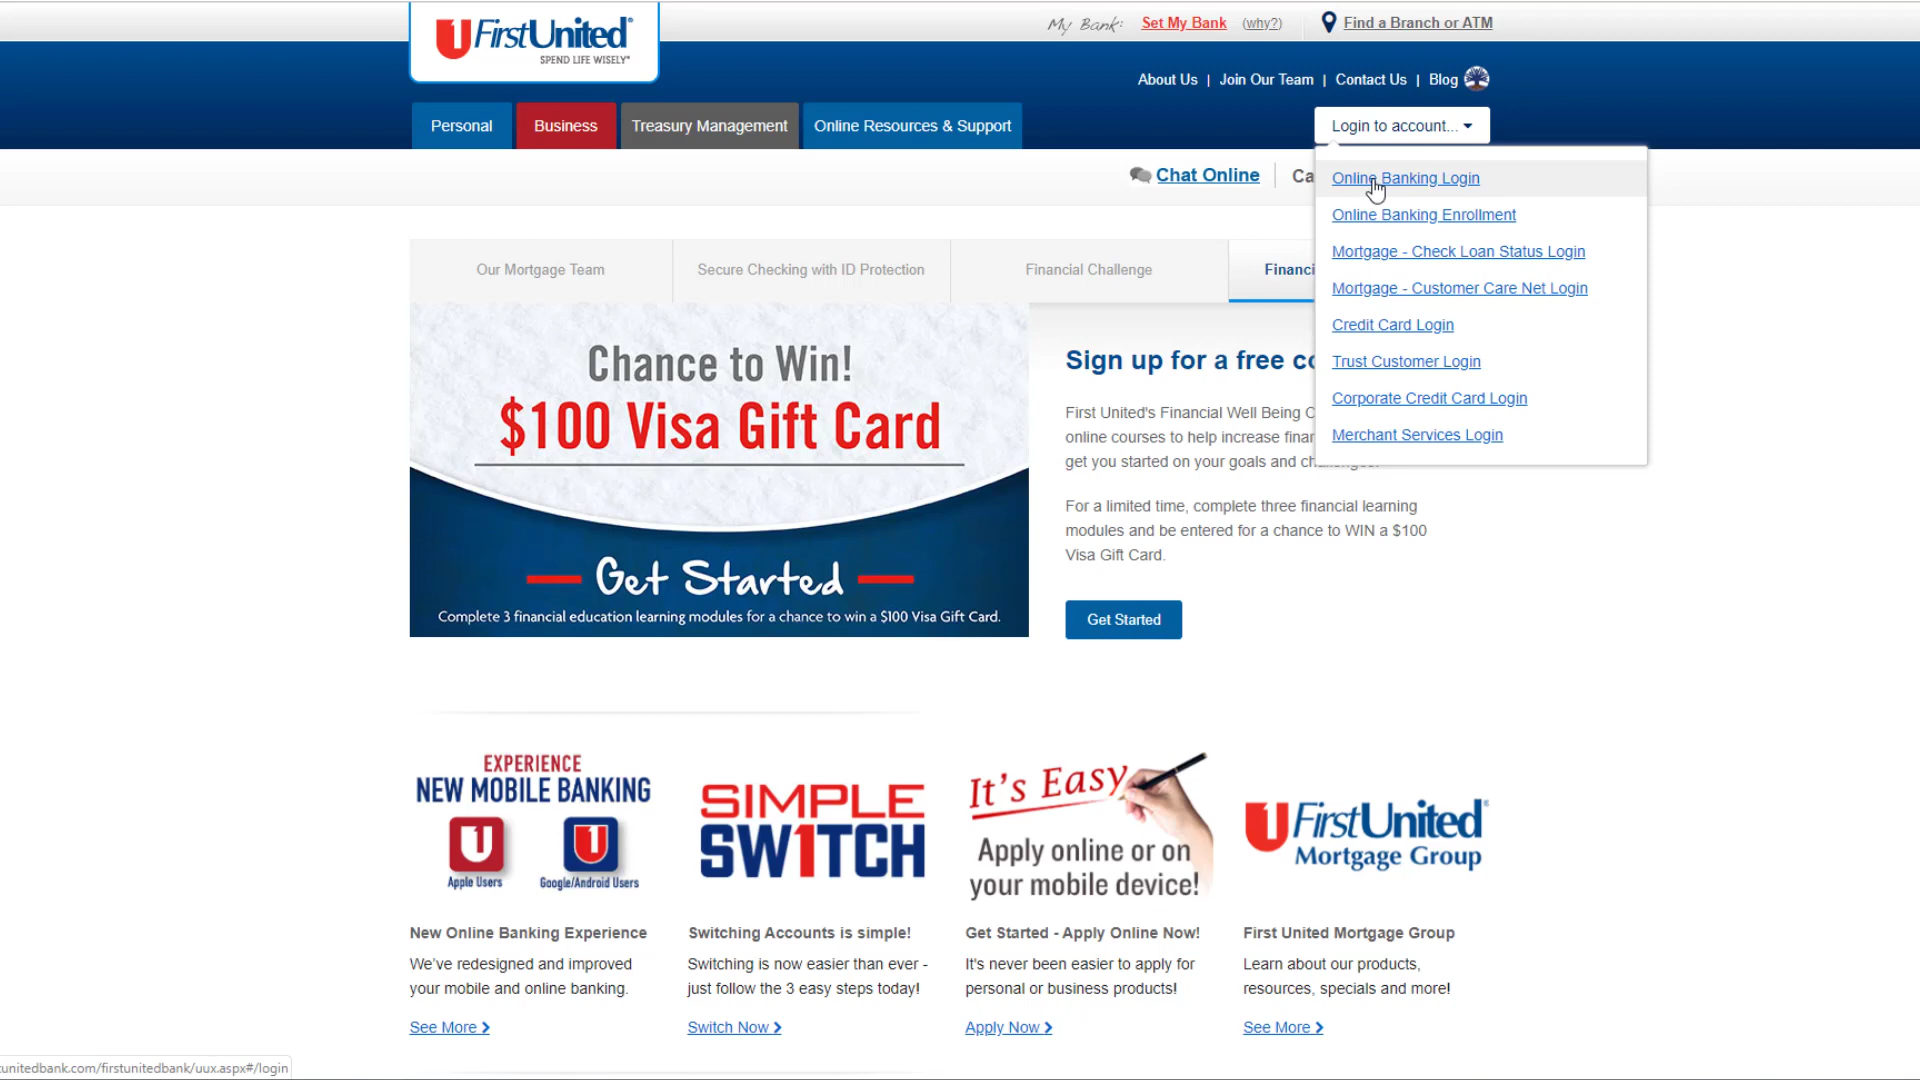 FirstUnited
SPEND LIFE WISELY
My Bank: Set My Bank (why?) Find a Branch or ATM
About Us | Join Our Team | Contact Us | Blog
Personal Business Treasury Management Online Resources & Support
Login to account...
Chat Online Ca
Online Banking Login
Online Banking Enrollment
Mortgage - Check Loan Status Login
Mortgage - Customer Care Net Login
Credit Card Login
Trust Customer Login
Corporate Credit Card Login
Merchant Services Login
Our Mortgage Team Secure Checking with ID Protection Financial Challenge Financi
Chance to Win!
$100 Visa Gift Card
Get Started
Complete 3 financial education learning modules for a chance to win a $100 Visa Gift Card.
Sign up for a free co
First United's Financial Well Being C
online courses to help increase finan
get you started on your goals and challenges.
For a limited time, complete three financial learning
modules and be entered for a chance to WIN a $100
Visa Gift Card.
Get Started
EXPERIENCE
NEW MOBILE BANKING
Apple Users Google/Android Users
New Online Banking Experience
We've redesigned and improved
your mobile and online banking.
See More
SIMPLE
SW1TCH
Switching Accounts is simple!
Switching is now easier than ever -
just follow the 3 easy steps today!
Switch Now
It's Easy
Apply online or on
your mobile device!
Get Started - Apply Online Now!
It's never been easier to apply for
personal or business products!
Apply Now
FirstUnited
Mortgage Group
First United Mortgage Group
Learn about our products,
resources, specials and more!
See More
unitedbank.com/firstunitedbank/uux.aspx#/login